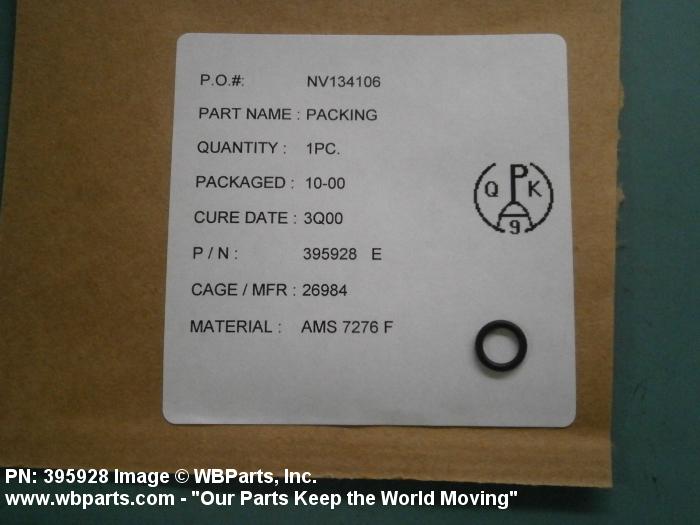 P.O.#: NV134106
PART NAME : PACKING
QUANTITY : 1PC.
PACKAGED : 10-00
CURE DATE : 3Q00
P / N : 395928 E
CAGE / MFR : 26984
MATERIAL : AMS 7276 F
Q P K
9
PN: 395928 Image © WBParts, Inc.
www.wbparts.com - "Our Parts Keep the World Moving"